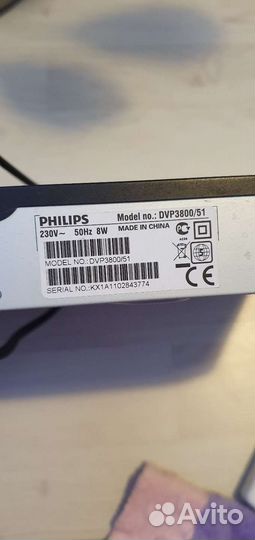 PHILIPS Model no.: DVP3800/51
230V~ 50Hz 8W MADE IN CHINA
MODEL NO.:DVP3800/51
SERIAL NO.:KX1A1102843774
CE
Avito